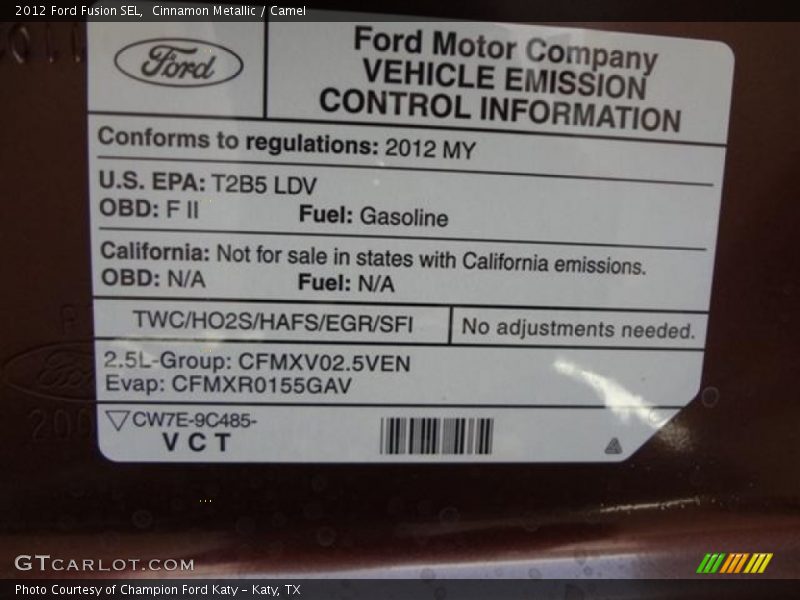 2012 Ford Fusion SEL,  Cinnamon Metallic / Camel
Ford
Ford Motor Company
VEHICLE EMISSION
CONTROL INFORMATION
Conforms to regulations: 2012 MY
U.S. EPA: T2B5 LDV
OBD: F II Fuel: Gasoline
California: Not for sale in states with California emissions.
OBD: N/A Fuel: N/A
TWC/HO2S/HAFS/EGR/SFI
No adjustments needed.
2.5L-Group: CFMXV02.5VEN
Evap: CFMXR0155GAV
CW7E-9C485-
V C T
GTCARLOT.COM
Photo Courtesy of Champion Ford Katy - Katy, TX